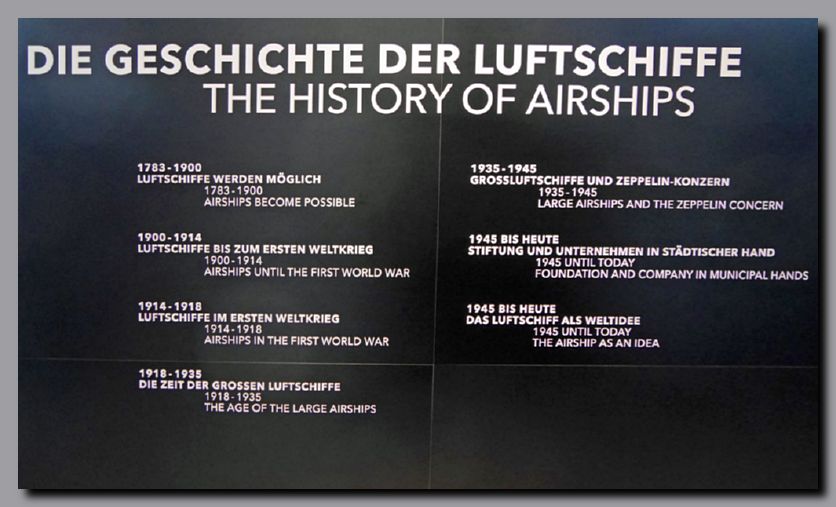 DIE GESCHICHTE DER LUFTSCHIFFE
THE HISTORY OF AIRSHIPS
1783-1900
LUFTSCHIFFE WERDEN MÖGLICH
1783-1900
AIRSHIPS BECOME POSSIBLE
1900-1914
LUFTSCHIFFE BIS ZUM ERSTEN WELTKRIEG
1900-1914
AIRSHIPS UNTIL THE FIRST WORLD WAR
1914-1918
LUFTSCHIFFE IM ERSTEN WELTKRIEG
1914-1918
AIRSHIPS IN THE FIRST WORLD WAR
1918-1935
DIE ZEIT DER GROSSEN LUFTSCHIFFE
1918-1935
THE AGE OF THE LARGE AIRSHIPS
1935-1945
GROSSLUFTSCHIFFE UND ZEPPELIN-KONZERN
1935-1945
LARGE AIRSHIPS AND THE ZEPPELIN CONCERN
1945 BIS HEUTE
STIFTUNG UND UNTERNEHMEN IN STÄDTISCHER HAND
1945 UNTIL TODAY
FOUNDATION AND COMPANY IN MUNICIPAL HANDS
1945 BIS HEUTE
DAS LUFTSCHIFF ALS WELTIDEE
1945 UNTIL TODAY
THE AIRSHIP AS AN IDEA